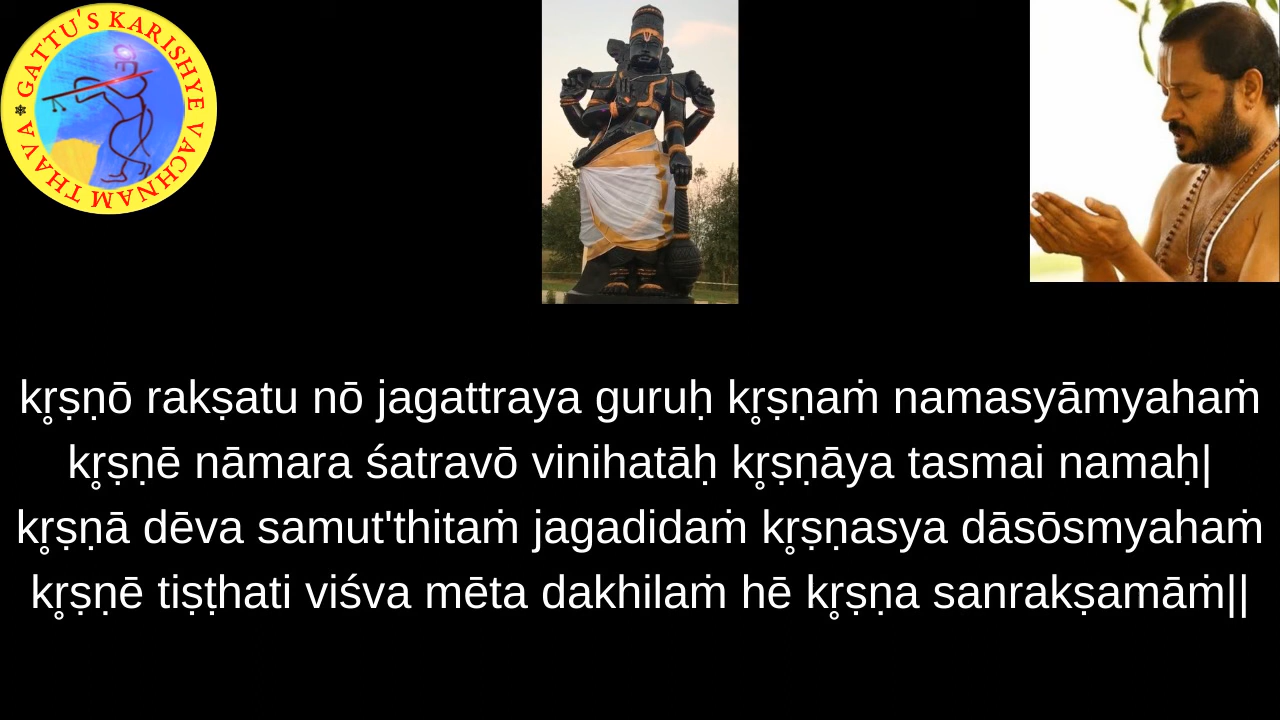 GATTU'S KARISHYE VACHNAM THAVA
kr̥ṣṇō rakṣatu nō jagattraya guruḥ kr̥ṣṇaṁ namasyāmyahaṁ
kr̥ṣṇē nāmara śatravō vinihatāḥ kr̥ṣṇāya tasmai namaḥ|
kr̥ṣṇā dēva samut'thitaṁ jagadidaṁ kr̥ṣṇasya dāsōsmyahaṁ
kr̥ṣṇē tiṣṭhati viśva mēta dakhilaṁ hē kr̥ṣṇa sanrakṣamāṁ||